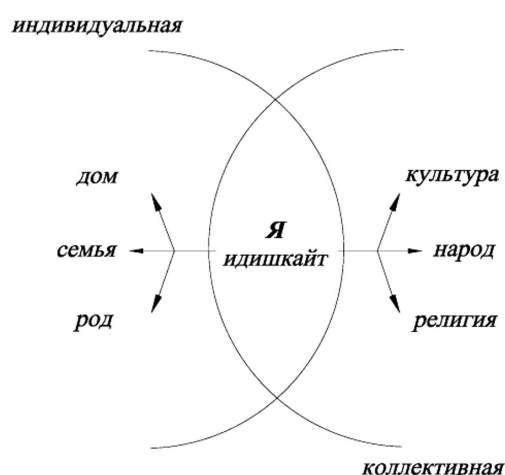 индивидуальная
дом
семья
род
Я
идишкайт
культура
народ
религия
коллективная